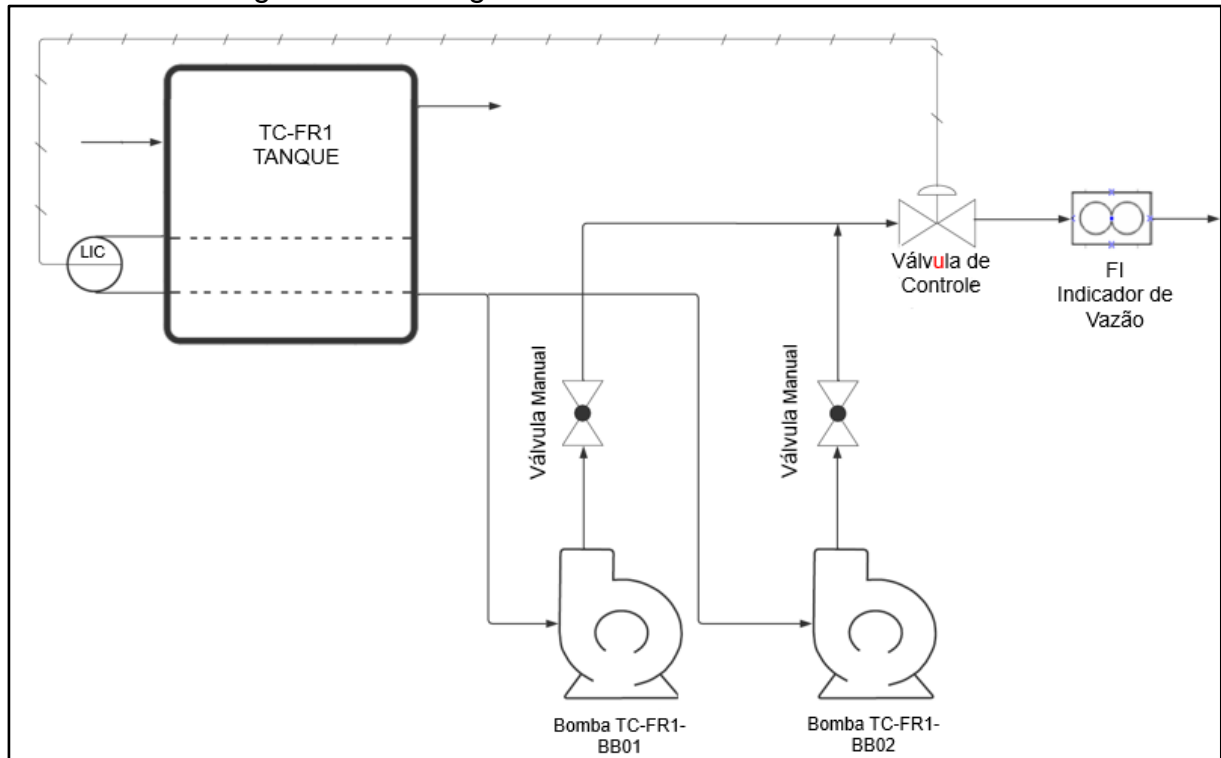 TC-FR1
TANQUE
LIC
Válvula de
Controle
FI
Indicador de
Vazão
Válvula Manual
Válvula Manual
Bomba TC-FR1-
BB01
Bomba TC-FR1-
BB02